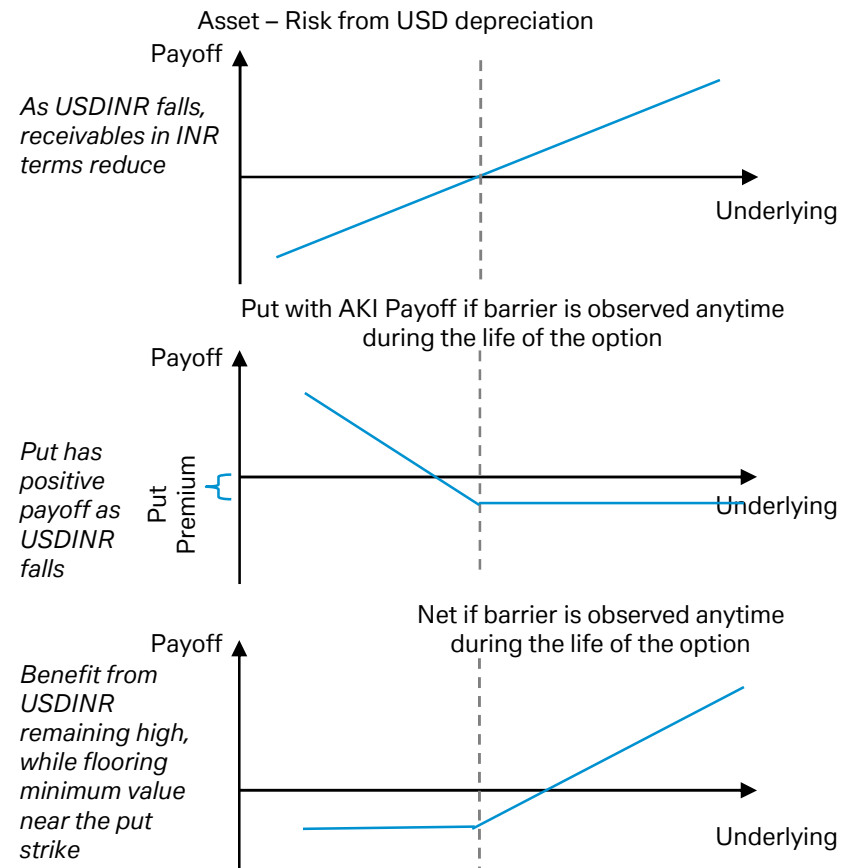 Asset – Risk from USD depreciation
Payoff
As USDINR falls,
receivables in INR
terms reduce
Underlying
Put with AKI Payoff if barrier is observed anytime
during the life of the option
Payoff
Put has
positive
payoff as
USDINR
falls
Put
Premium
Underlying
Net if barrier is observed anytime
during the life of the option
Payoff
Benefit from
USDINR
remaining high,
while flooring
minimum value
near the put
strike
Underlying